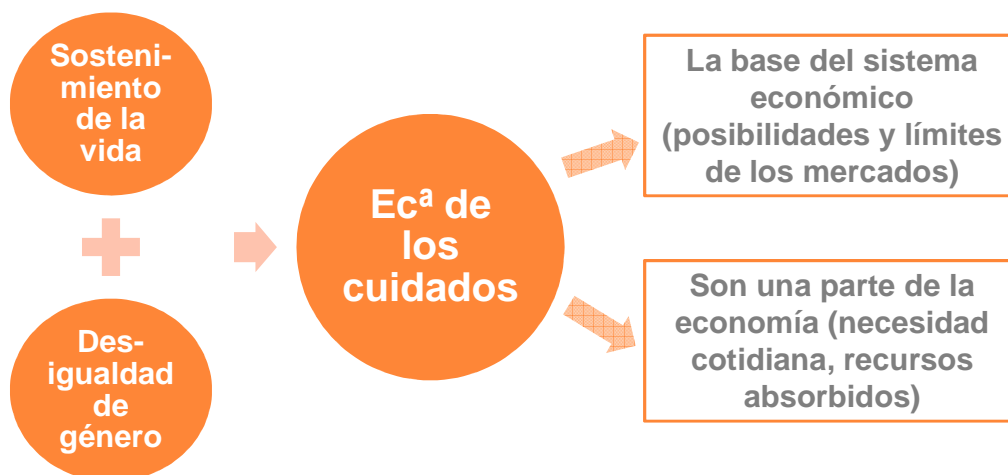 Sosteni-
miento
de la
vida
Des-
igualdad
de
género
Ecª de
los
cuidados
La base del sistema
económico
(posibilidades y límites
de los mercados)
Son una parte de la
economía (necesidad
cotidiana, recursos
absorbidos)